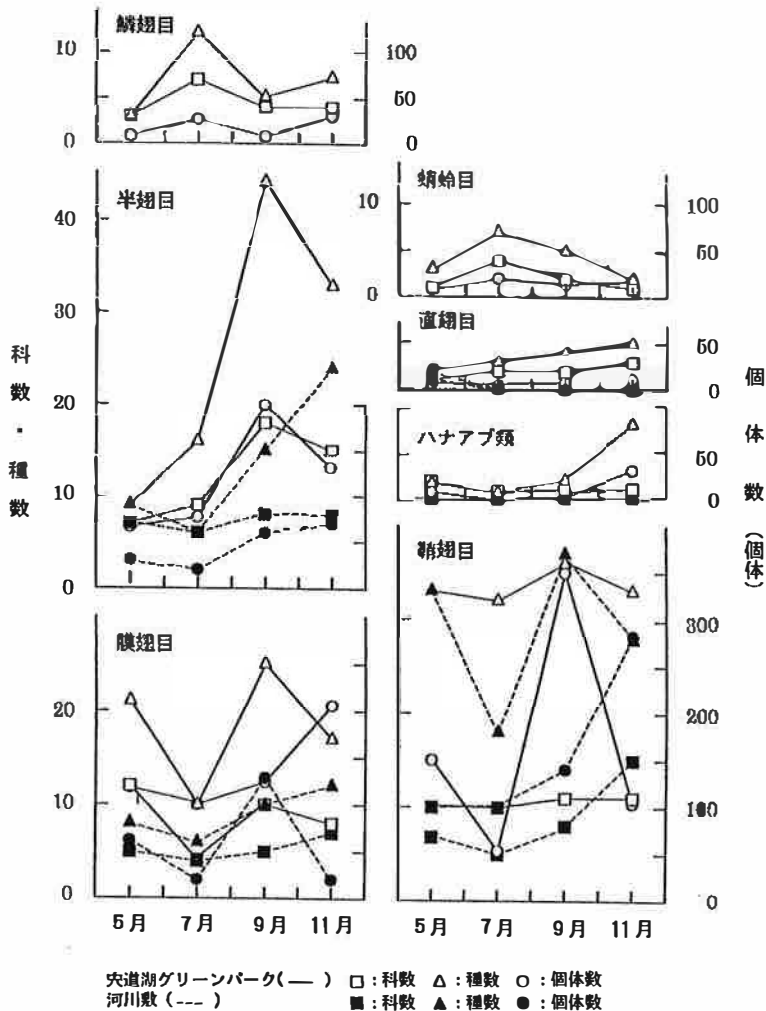 鱗翅目
10
0
100
50
0
半翅目
40
30
20
10
0
蜻蛉目
10
0
100
50
直翅目
50
0
ハナアブ類
50
0
膜翅目
20
10
0
鞘翅目
300
200
100
0
科数・種数
個体数(個体)
5月 7月 9月 11月
5月 7月 9月 11月
宍道湖グリーンパーク( — ) □:科数 △:種数 ○:個体数
河川敷 ( --- ) ■:科数 ▲:種数 ●:個体数